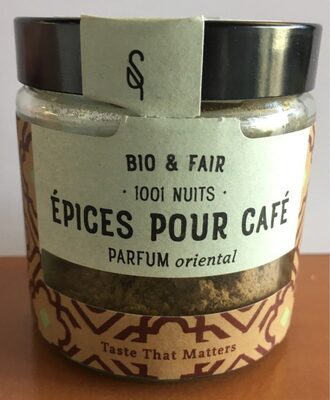 BIO & FAIR
· 1001 NUITS ·
ÉPICES POUR CAFÉ
PARFUM oriental
Taste That Matters